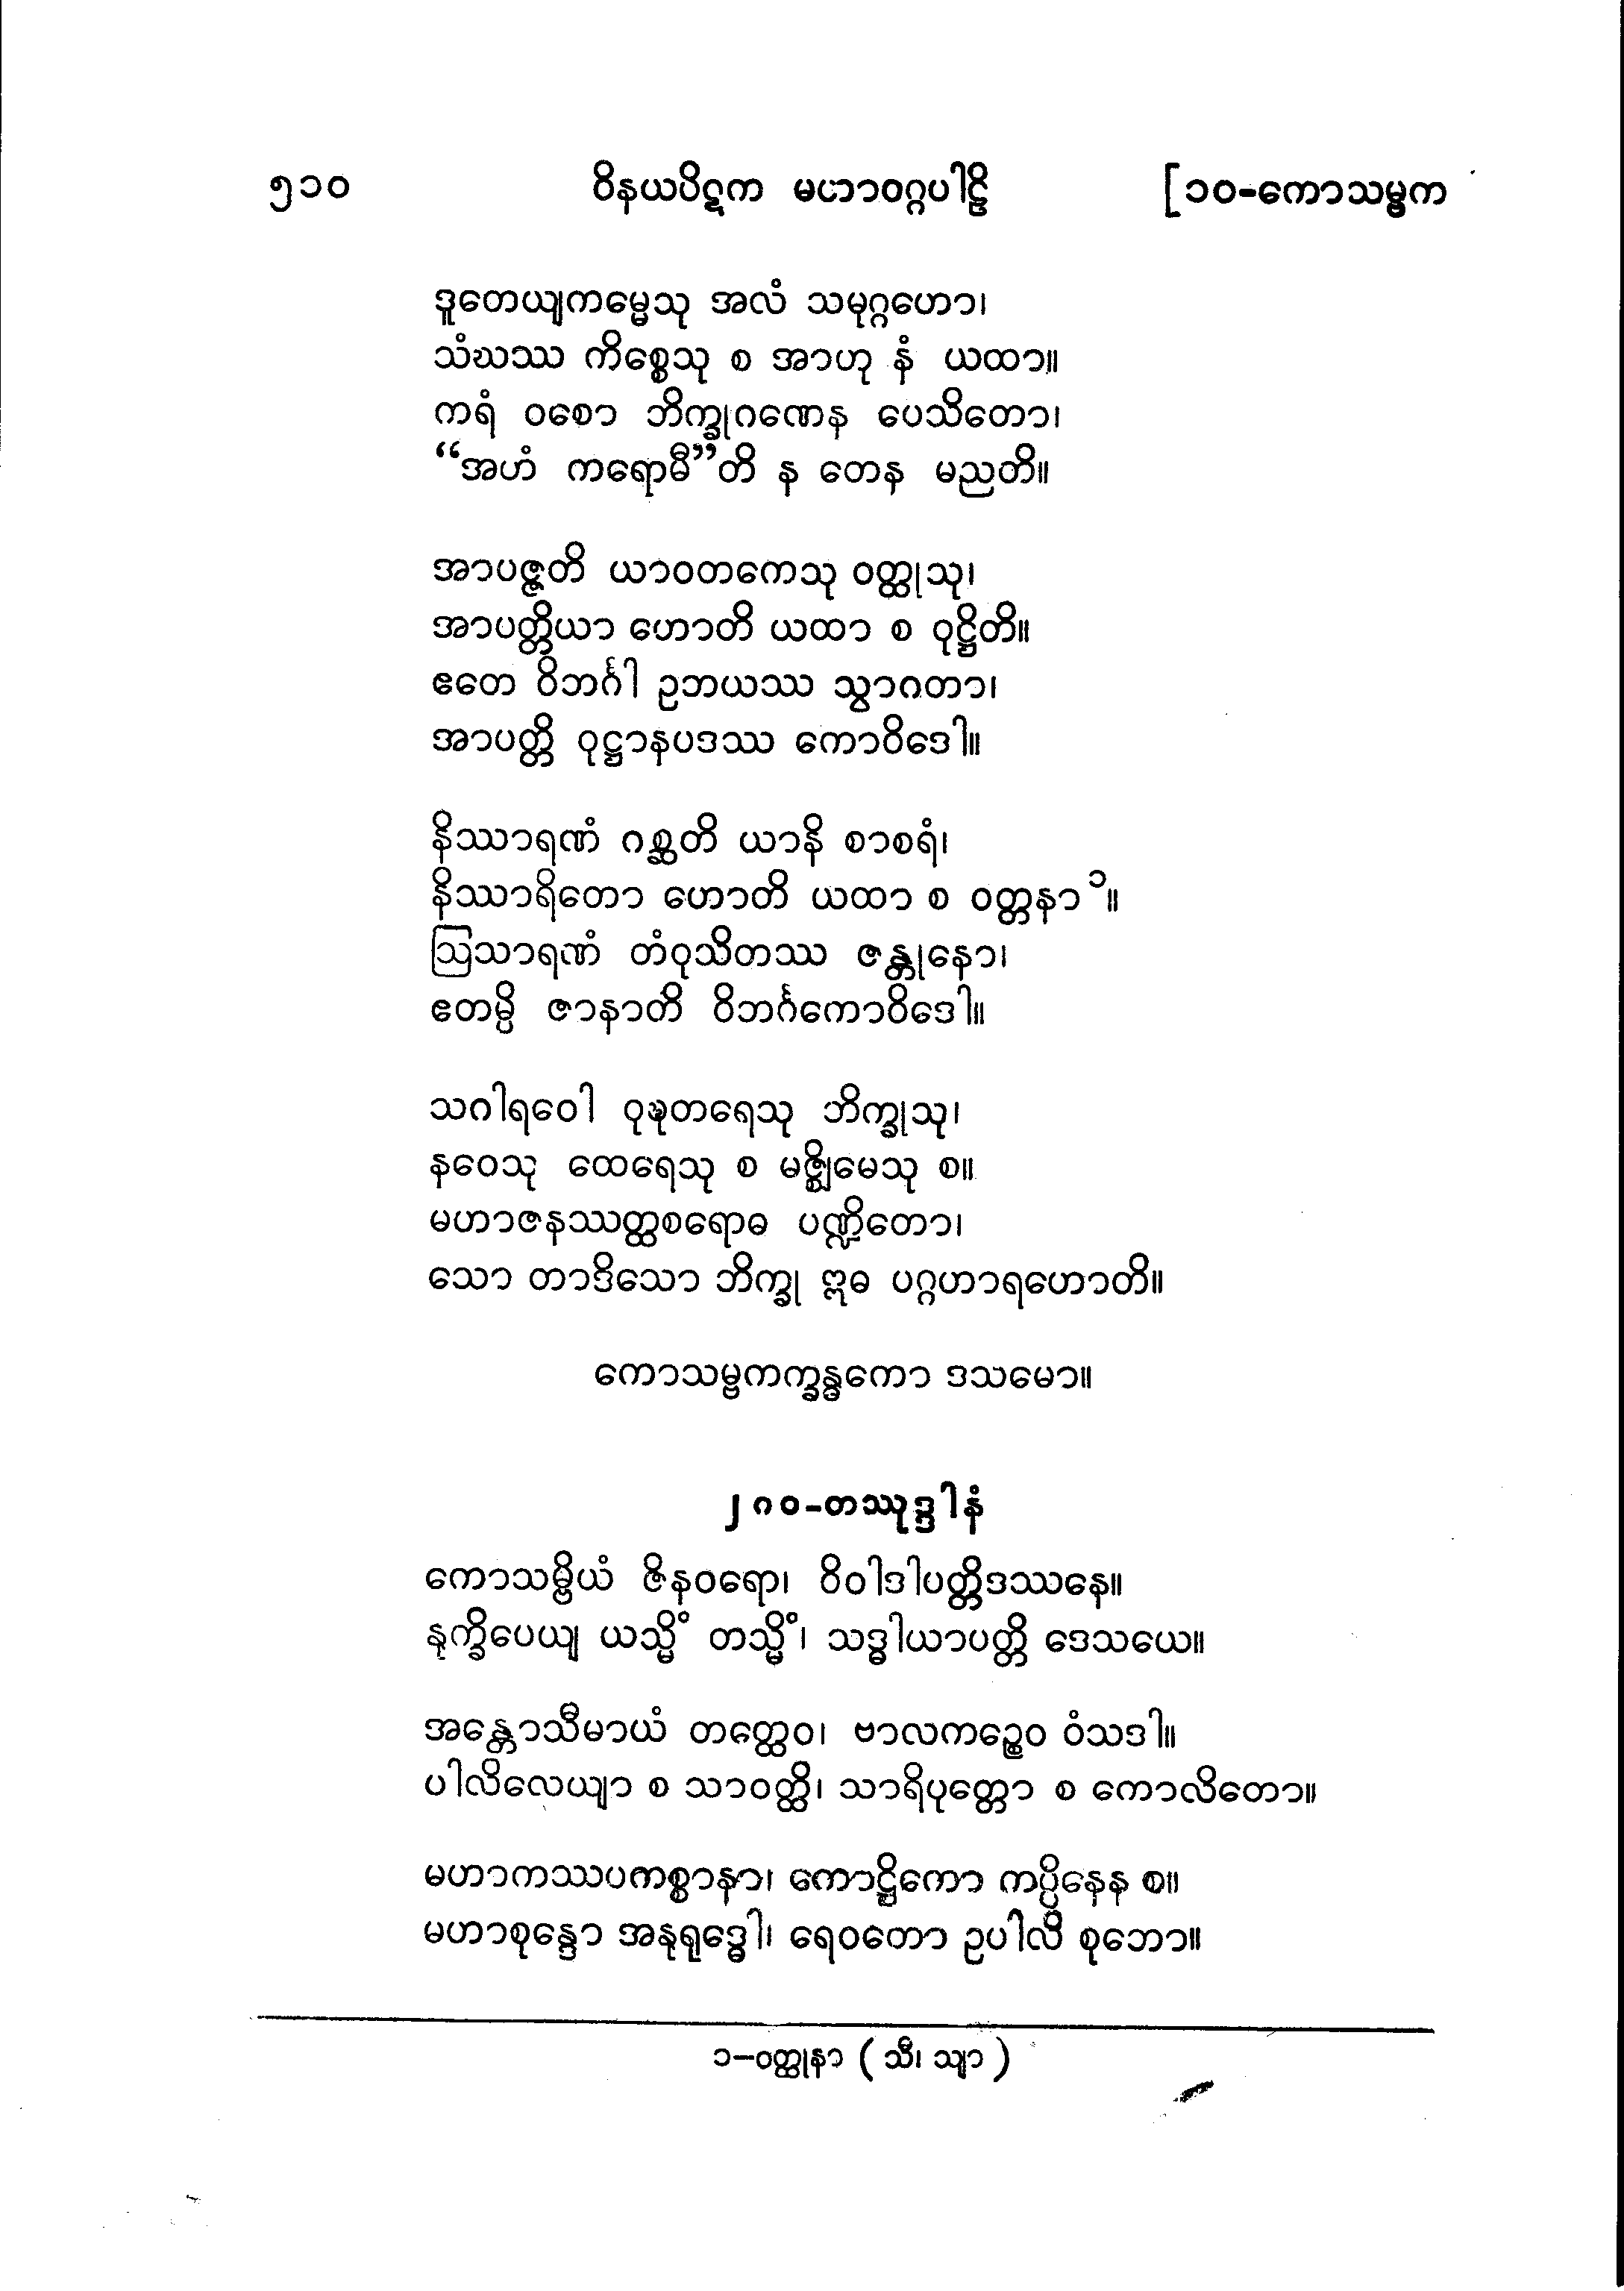 ၅၁၀ ဝိနယပိဋက မဟာဝဂ္ဂပါဠိ [၁၀-ကောသမ္ဗက
ဒူတေယျကမ္မေသု အလံ သမုဂ္ဂဟော၊
သံဃဿ ကိစ္စေသု စ အာဟု နံ ယထာ။
ကရံ ဝစော ဘိက္ခုဂဏေန ပေသိတော၊
“အဟံ ကရောမီ”တိ န တေန မညတိ။
အာပဇ္ဇတိ ယာဝတကေသု ဝတ္ထုသု၊
အာပတ္တိယာ ဟောတိ ယထာ စ ဝုဋ္ဌိတိ။
ဧတေ ဝိဘင်္ဂါ ဥဘယဿ သွာဂတာ၊
အာပတ္တိ ဝုဋ္ဌာနပဒဿ ကောဝိဒေါ။
နိဿာရဏံ ဂစ္ဆတိ ယာနိ စာစရံ၊
နိဿာရိတော ဟောတိ ယထာ စ ဝတ္တနာ ၁။
ဩသာရဏံ တံဝုသိတဿ ဇန္တုနော၊
ဧတမ္ပိ ဇာနာတိ ဝိဘင်္ဂကောဝိဒေါ။
သဂါရဝေါ ဝုဍ္ဎတရေသု ဘိက္ခုသု၊
နဝေသု ထေရေသု စ မဇ္ဈိမေသု စ။
မဟာဇနဿတ္ထစရောဓ ပဏ္ဍိတော၊
သော တာဒိသော ဘိက္ခု ဣဓ ပဂ္ဂဟာရဟောတိ။
ကောသမ္ဗကက္ခန္ဓကော ဒသမော။
၂၈၀-တဿုဒ္ဒါနံ
ကောသမ္ဗိယံ ဇိနဝရော၊ ဝိဝါဒါပတ္တိဒဿနေ။
နုက္ခိပေယျ ယသ္မိံ တသ္မိံ၊ သဒ္ဓါယာပတ္တိ ဒေသယေ။
အန္တောသီမာယံ တတ္ထေဝ၊ ဗာလကဉ္စေဝ ဝံသဒါ။
ပါလိလေယျာ စ သာဝတ္ထိ၊ သာရိပုတ္တော စ ကောလိတော။
မဟာကဿပကစ္စာနာ၊ ကောဋ္ဌိကော ကပ္ပိနေန စ။
မဟာစုန္ဒော အနုရုဒ္ဓေါ၊ ရေဝတော ဥပါလိ စုဘော။
၁-ဝတ္ထုနာ ( သီ၊ သျာ )